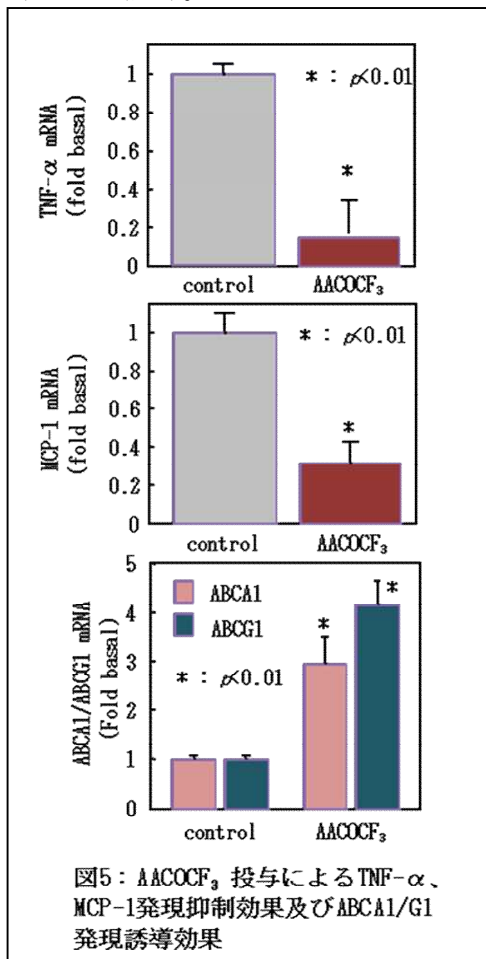 TNF-α mRNA
(fold basal)
1
0.8
0.6
0.4
0.2
0
* : p<0.01
*
control
AACOCF₃
MCP-1 mRNA
(fold basal)
1
0.8
0.6
0.4
0.2
0
* : p<0.01
*
control
AACOCF₃
ABCA1/ABCG1 mRNA
(Fold basal)
5
4
3
2
1
0
ABCA1
ABCG1
* : p<0.01
*
*
control
AACOCF₃
図5：AACOCF₃ 投与によるTNF-α、
MCP-1発現抑制効果及びABCA1/G1
発現誘導効果